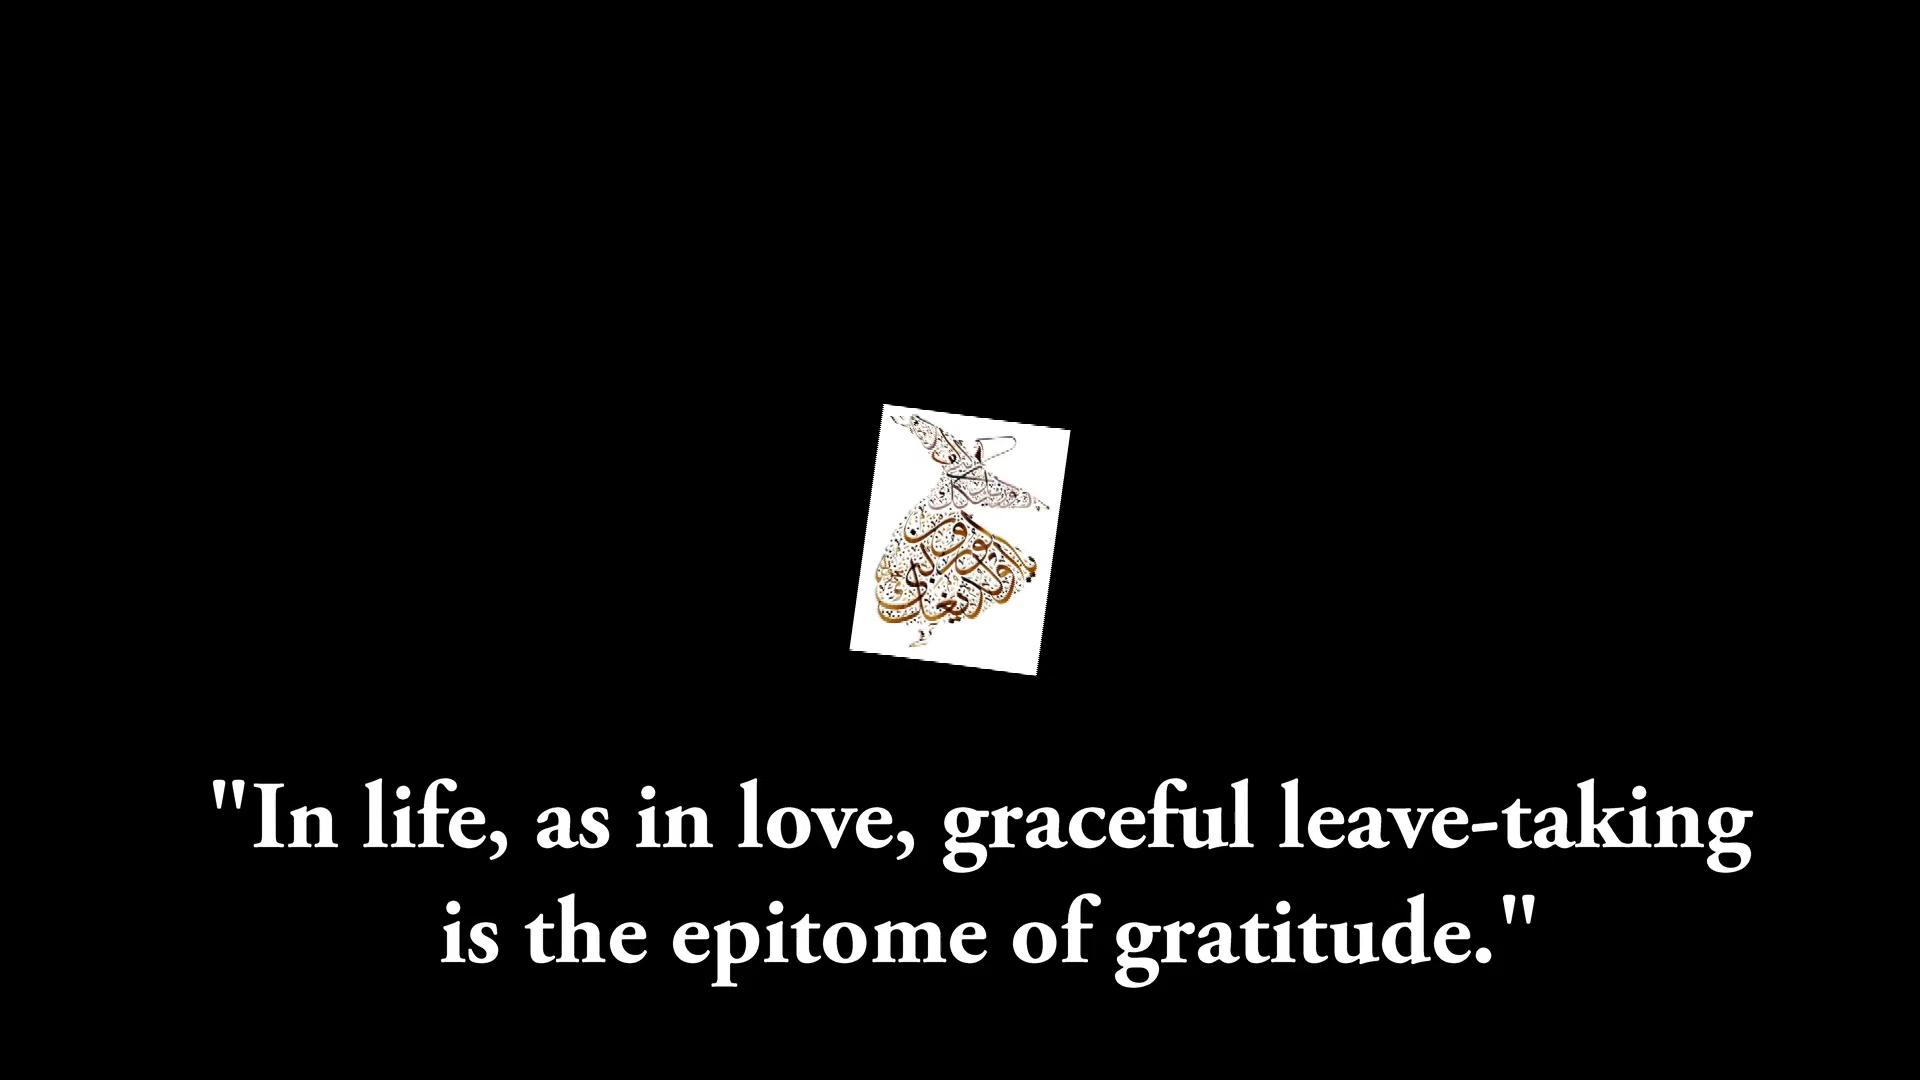 "In life, as in love, graceful leave-taking
is the epitome of gratitude."